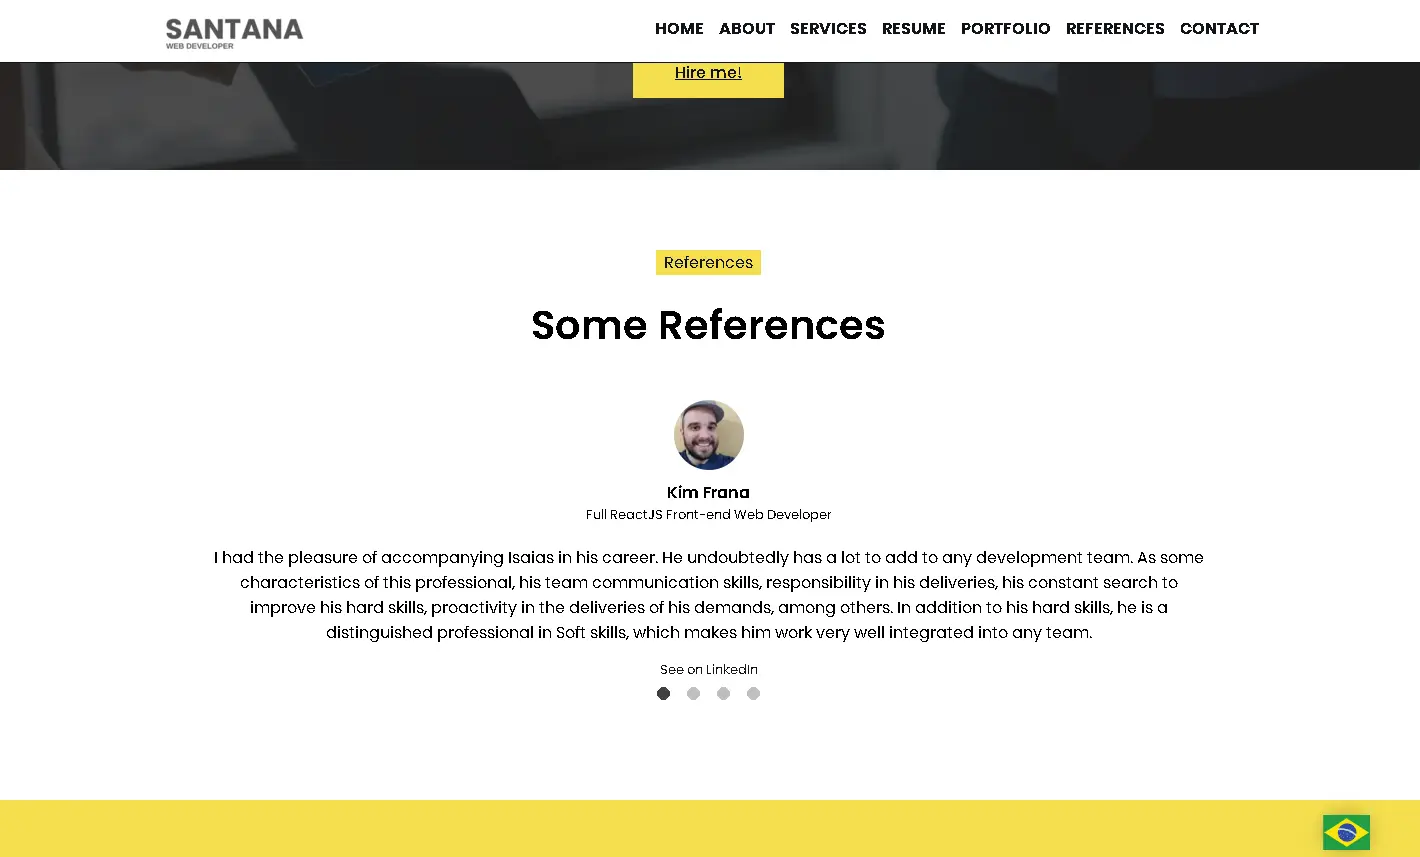 SANTANA
WEB DEVELOPER
HOME ABOUT SERVICES RESUME PORTFOLIO REFERENCES CONTACT
Hire me!
References
Some References
Kim Frana
Full ReactJS Front-end Web Developer
I had the pleasure of accompanying Isaias in his career. He undoubtedly has a lot to add to any development team. As some
characteristics of this professional, his team communication skills, responsibility in his deliveries, his constant search to
improve his hard skills, proactivity in the deliveries of his demands, among others. In addition to his hard skills, he is a
distinguished professional in Soft skills, which makes him work very well integrated into any team.
See on LinkedIn